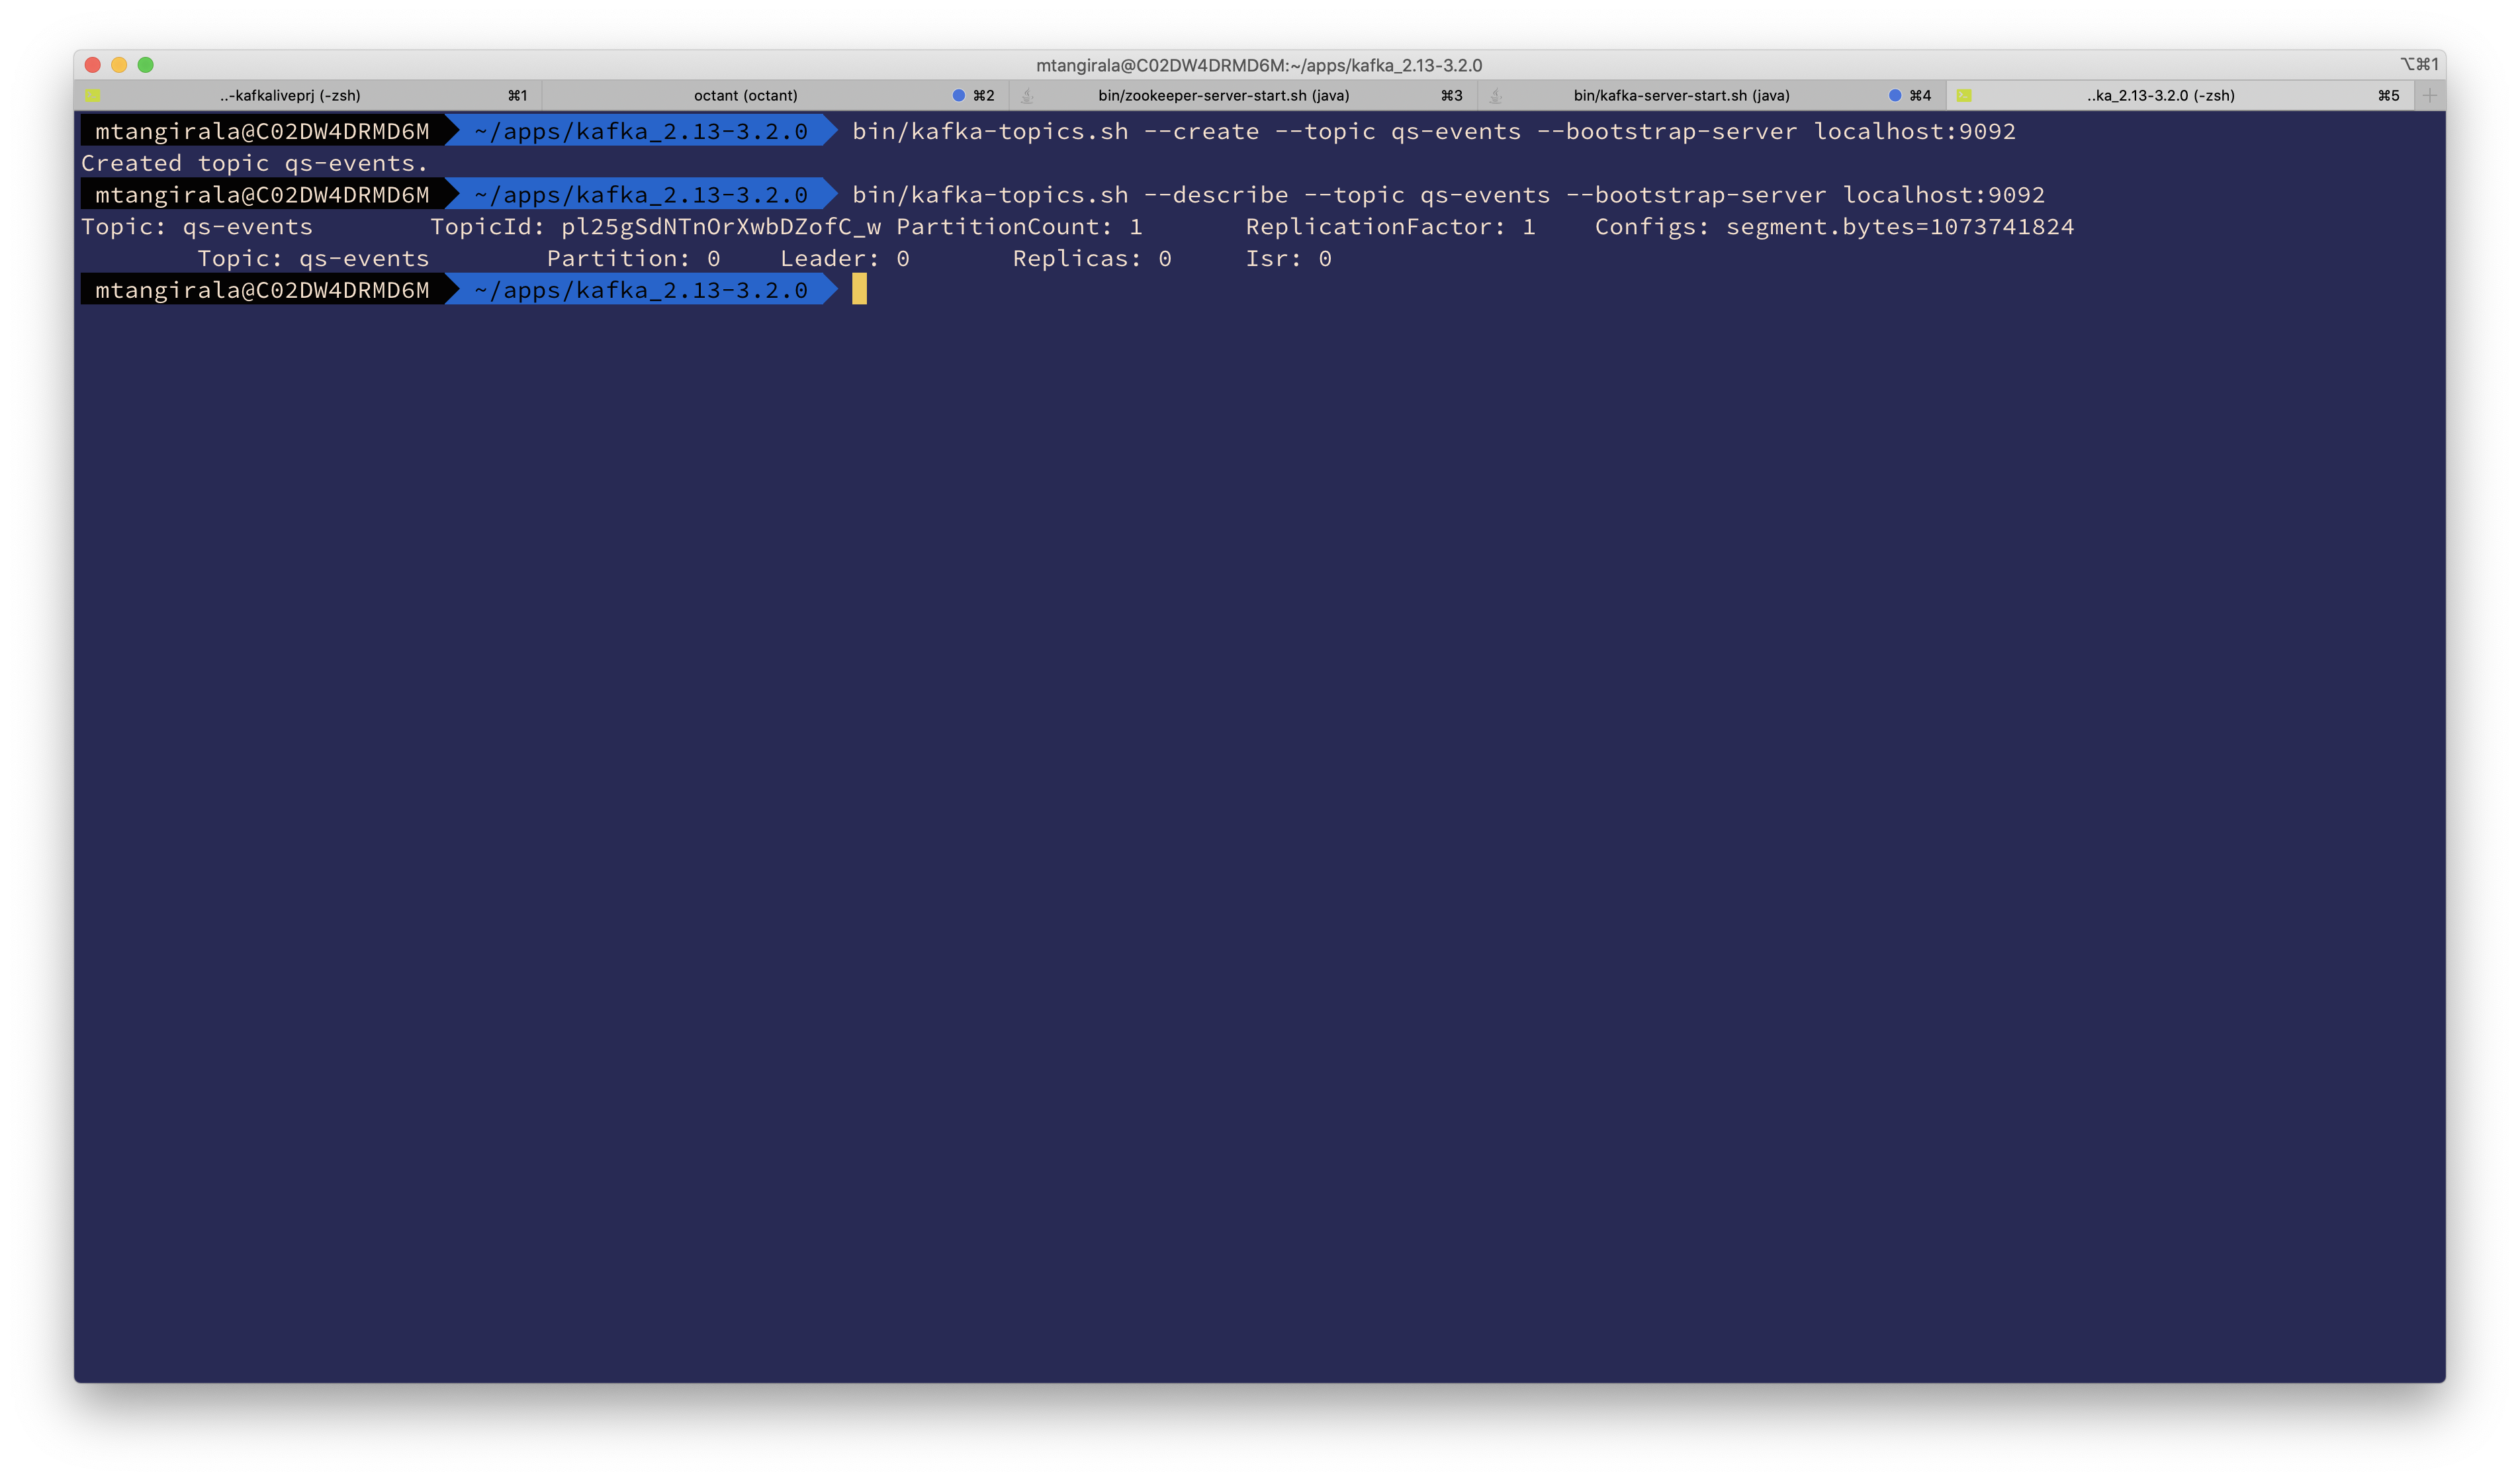 mtangirala@C02DW4DRMD6M:~/apps/kafka_2.13-3.2.0 ⌥⌘1
..-kafkaliveprj (-zsh) ⌘1 octant (octant) ⌘2 bin/zookeeper-server-start.sh (java) ⌘3 bin/kafka-server-start.sh (java) ⌘4 ..ka_2.13-3.2.0 (-zsh) ⌘5
mtangirala@C02DW4DRMD6M ~/apps/kafka_2.13-3.2.0 bin/kafka-topics.sh --create --topic qs-events --bootstrap-server localhost:9092
Created topic qs-events.
mtangirala@C02DW4DRMD6M ~/apps/kafka_2.13-3.2.0 bin/kafka-topics.sh --describe --topic qs-events --bootstrap-server localhost:9092
Topic: qs-events TopicId: pl25gSdNTnOrXwbDZofC_w PartitionCount: 1 ReplicationFactor: 1 Configs: segment.bytes=1073741824
Topic: qs-events Partition: 0 Leader: 0 Replicas: 0 Isr: 0
mtangirala@C02DW4DRMD6M ~/apps/kafka_2.13-3.2.0